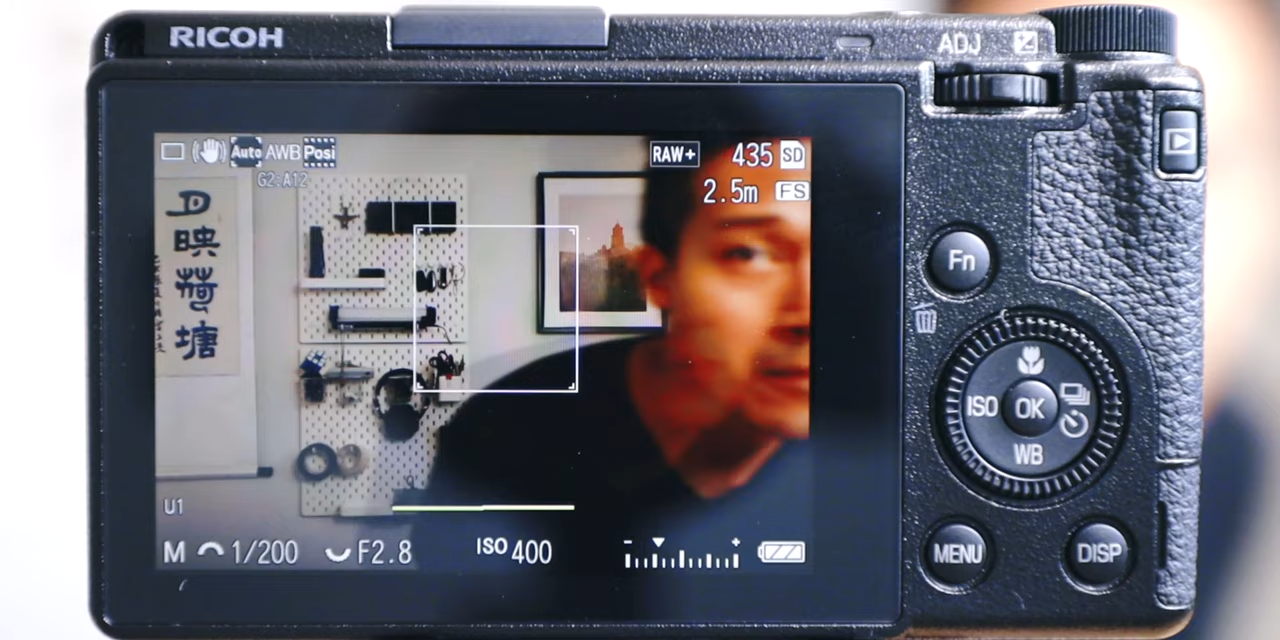 RICOH
ADJ
Auto AWB Posi
G2:A12
RAW+ 435 SD
2.5m FS
映
荷
塘
Fn
ISO OK
WB
U1
M 1/200 F2.8 ISO 400
- +
MENU DISP